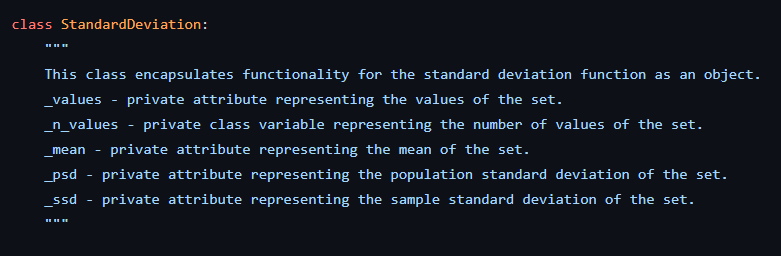 class StandardDeviation:
"""
This class encapsulates functionality for the standard deviation function as an object.
_values - private attribute representing the values of the set.
_n_values - private class variable representing the number of values of the set.
_mean - private attribute representing the mean of the set.
_psd - private attribute representing the population standard deviation of the set.
_ssd - private attribute representing the sample standard deviation of the set.
"""